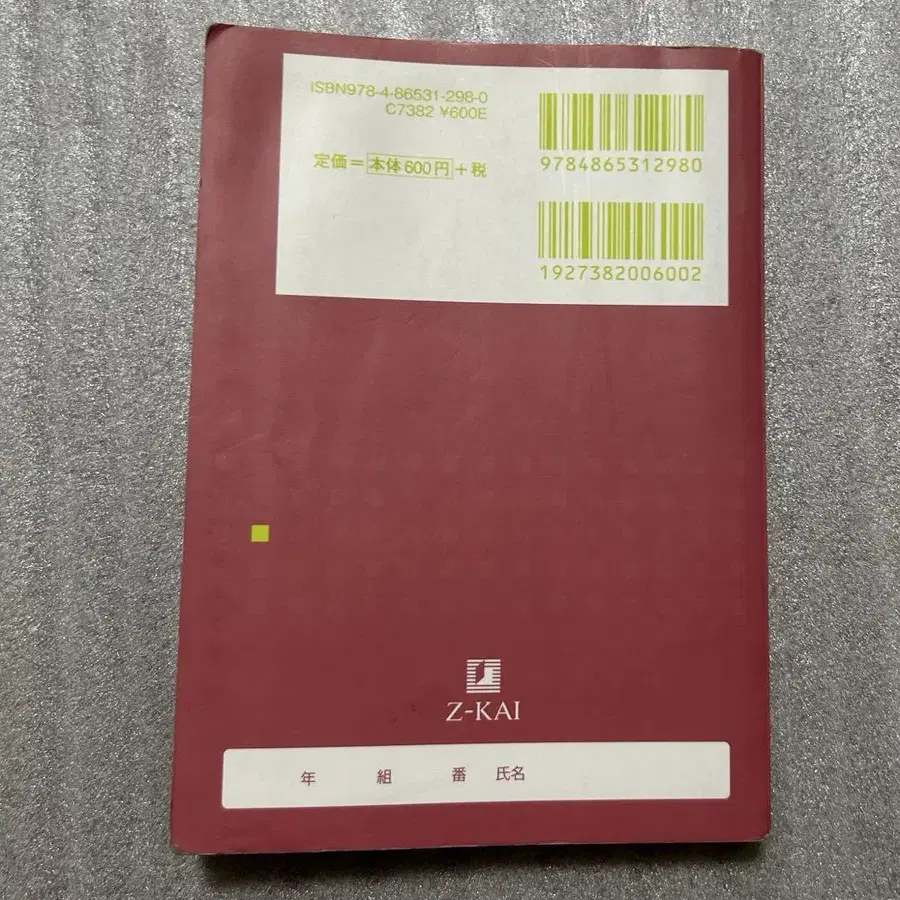 ISBN978-4-86531-298-0
C7382 ¥600E
定価=本体600円+税
9784865312980
1927382006002
Z-KAI
年 組 番 氏名